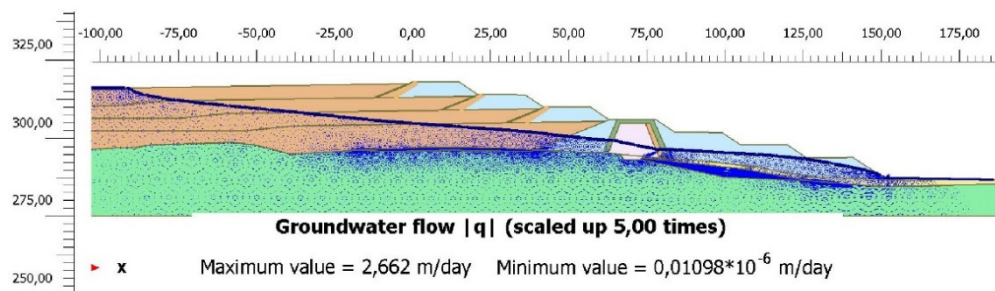 -100,00 -75,00 -50,00 -25,00 0,00 25,00 50,00 75,00 100,00 125,00 150,00 175,00
325,00
300,00
275,00
250,00
Groundwater flow |q| (scaled up 5,00 times)
x Maximum value = 2,662 m/day Minimum value = 0,01098*10⁻⁶ m/day